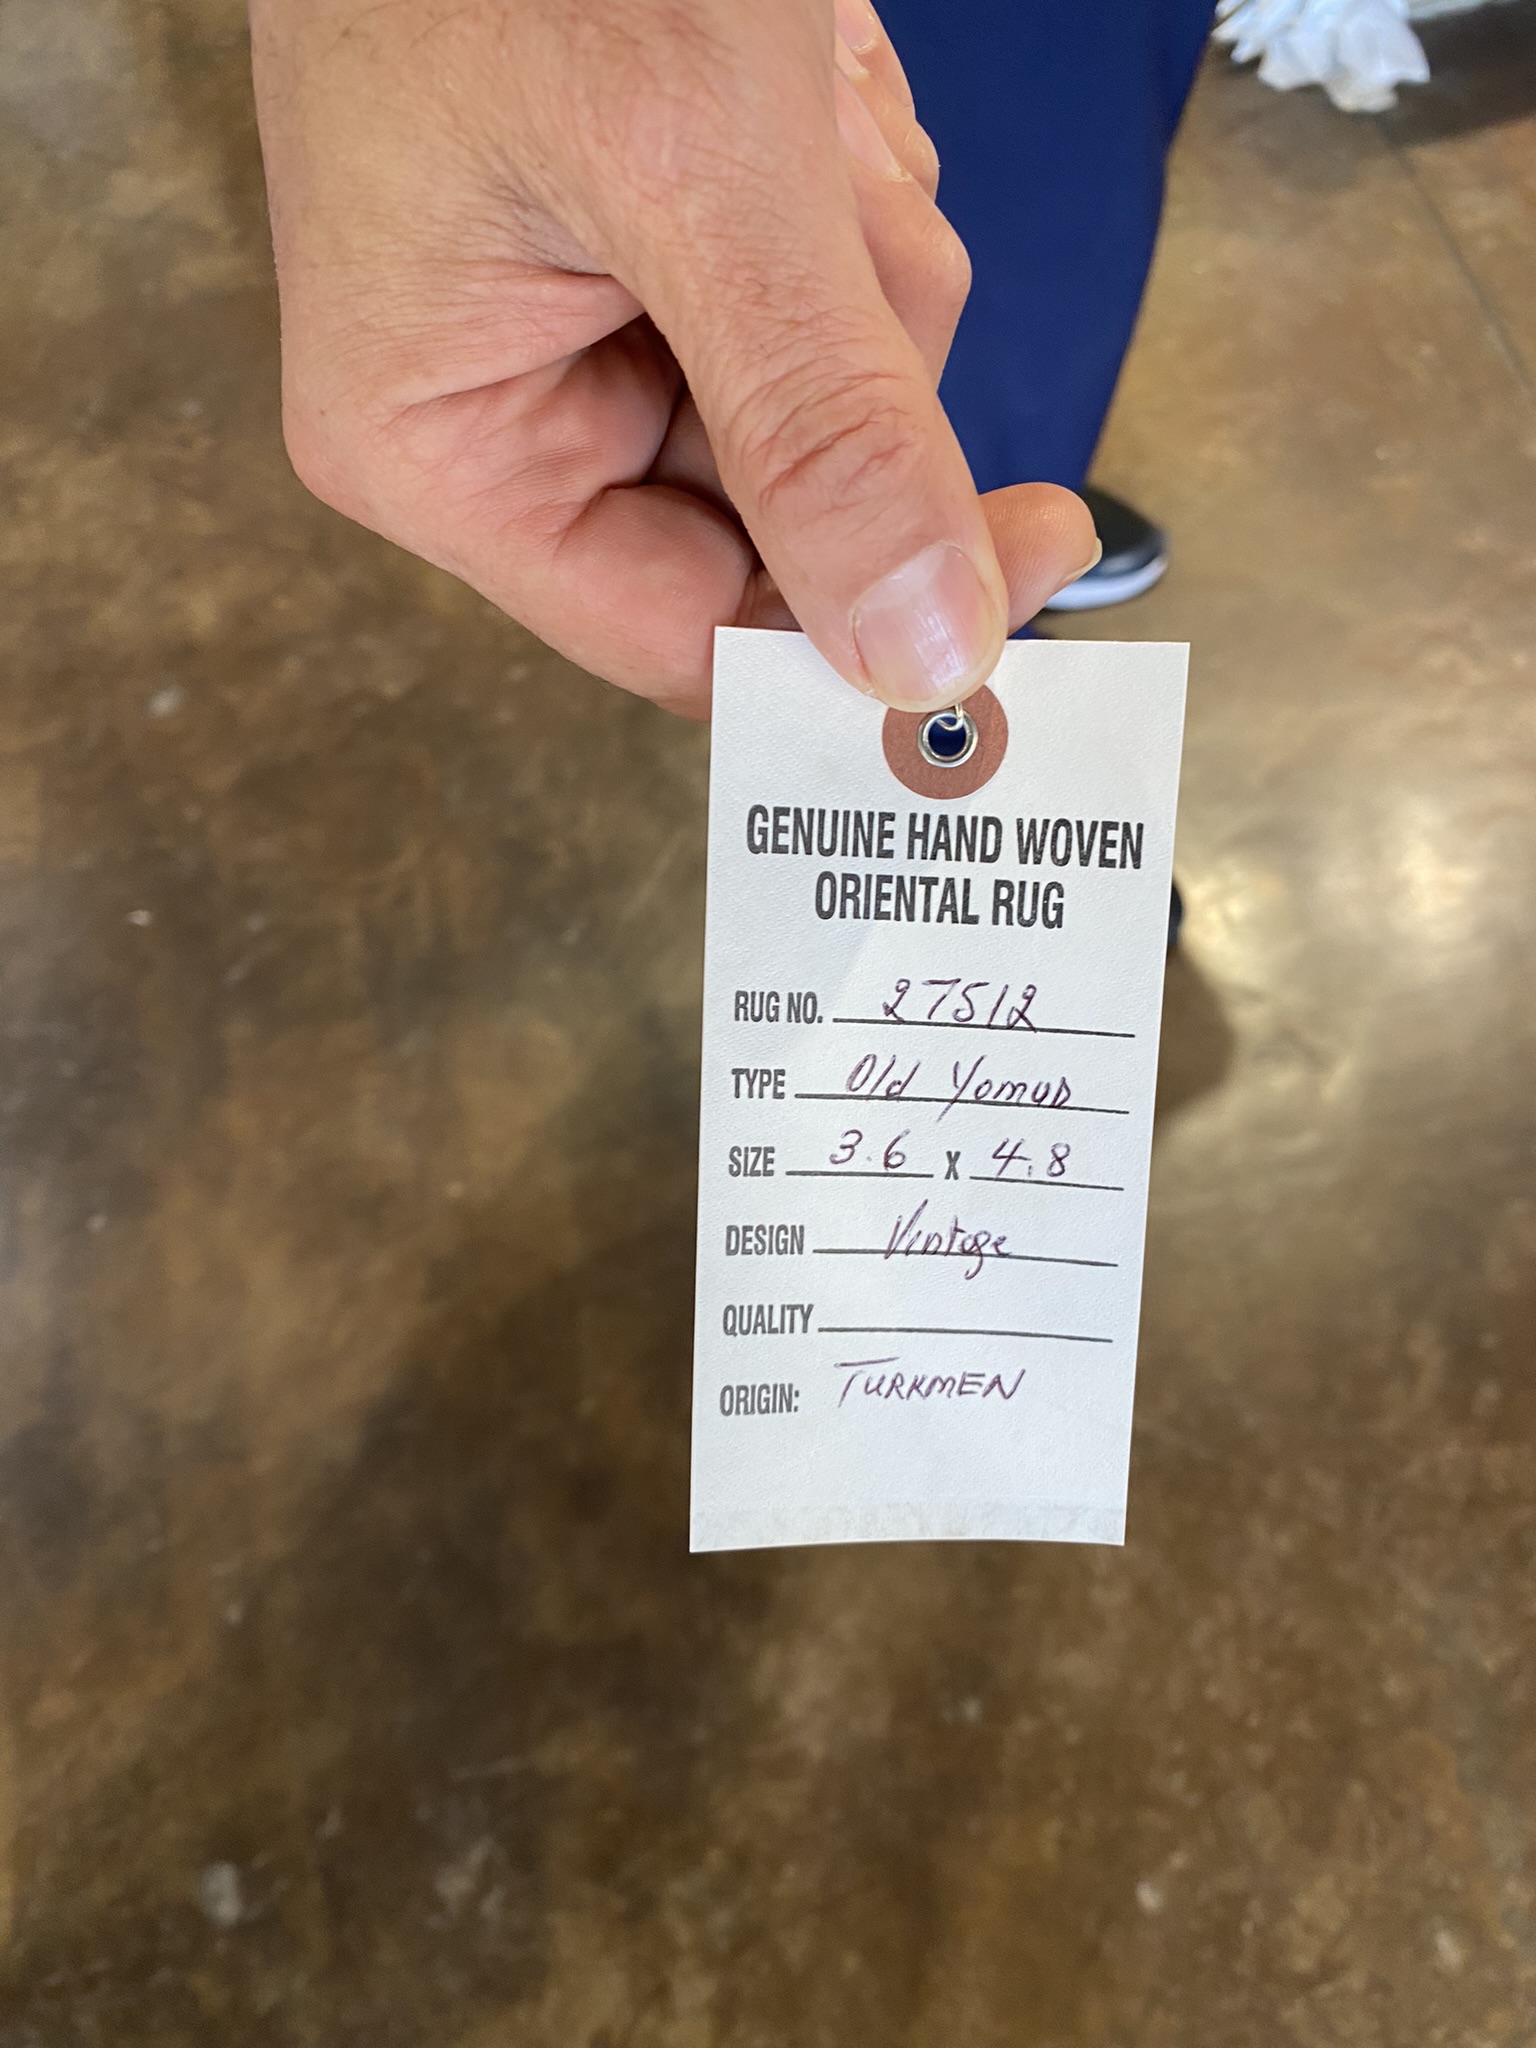 GENUINE HAND WOVEN
ORIENTAL RUG
RUG NO. 27512
TYPE Old Yomud
SIZE 3.6 X 4.8
DESIGN Vintage
QUALITY
ORIGIN: TURKMEN